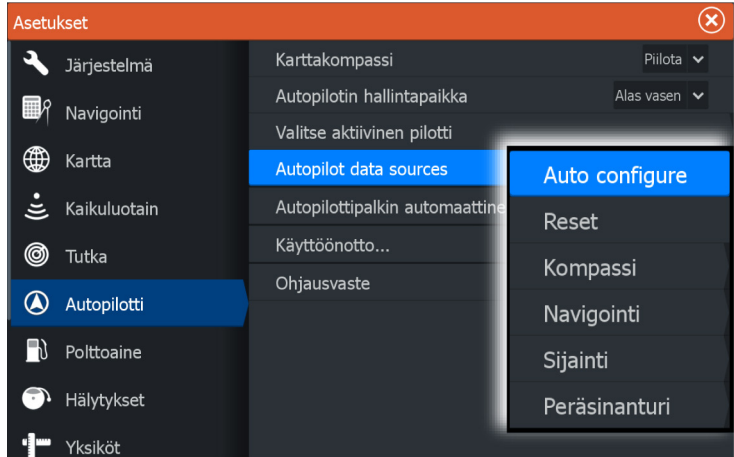 Asetukset
Järjestelmä
Navigointi
Kartta
Kaikuluotain
Tutka
Autopilotti
Polttoaine
Hälytykset
Yksiköt
Karttakompassi Piilota
Autopilotin hallintapaikka Alas vasen
Valitse aktiivinen pilotti
Autopilot data sources
Autopilottipalkin automaattine
Käyttöönotto...
Ohjausvaste
Auto configure
Reset
Kompassi
Navigointi
Sijainti
Peräsinanturi